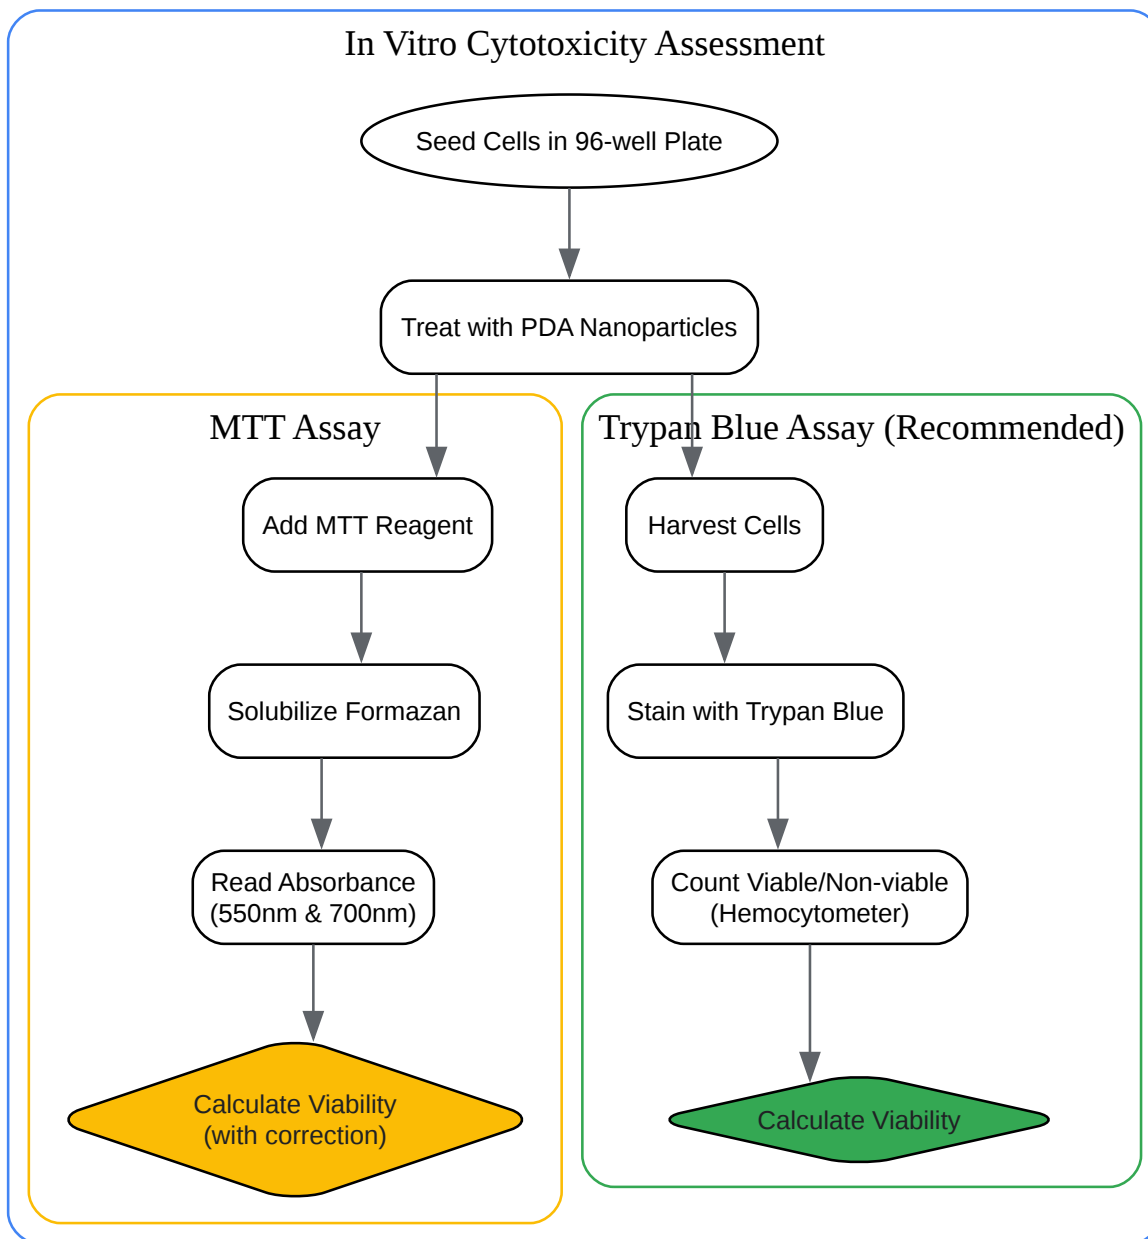 In Vitro Cytotoxicity Assessment
Seed Cells in 96-well Plate
Treat with PDA Nanoparticles
MTT Assay
Add MTT Reagent
Solubilize Formazan
Read Absorbance
(550nm & 700nm)
Calculate Viability
(with correction)
Trypan Blue Assay (Recommended)
Harvest Cells
Stain with Trypan Blue
Count Viable/Non-viable
(Hemocytometer)
Calculate Viability